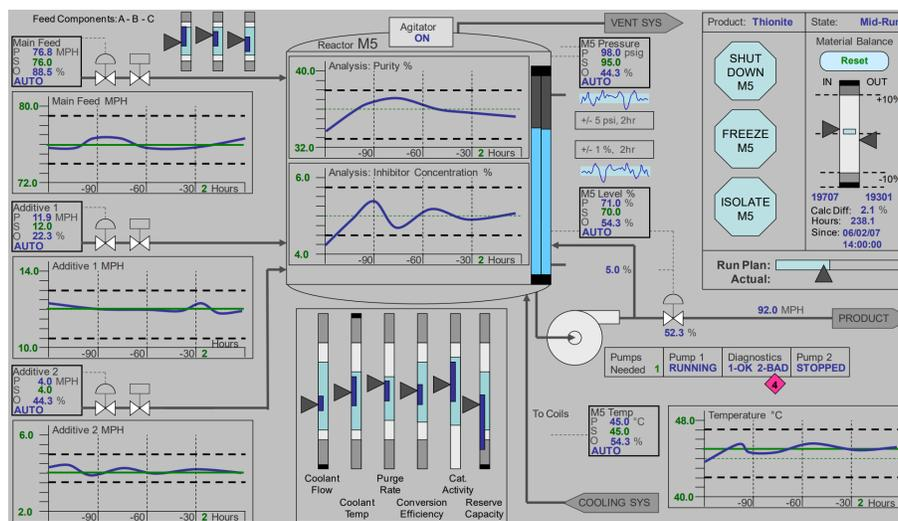 Feed Components: A - B - C
Agitator
ON
VENT SYS
Product: Thionite
State: Mid-Run
Main Feed
P 76.8 MPH
S 76.0
O 88.5 %
AUTO
Reactor M5
M5 Pressure
P 98.0 psig
S 95.0
O 44.3 %
AUTO
SHUT
DOWN
M5
Material Balance
Reset
IN OUT
+10%
40.0
Analysis: Purity %
32.0
-90 -60 -30 2 Hours
+/- 5 psi, 2hr
+/- 1 %, 2hr
FREEZE
M5
80.0
Main Feed MPH
72.0
-90 -60 -30 2 Hours
6.0
Analysis: Inhibitor Concentration %
4.0
-90 -60 -30 2 Hours
M5 Level %
P 71.0 %
S 70.0
O 54.3 %
AUTO
ISOLATE
M5
-10%
19707 19301
Calc Diff: 2.1 %
Hours: 238.1
Since: 06/02/07
14:00:00
Additive 1
P 11.9 MPH
S 12.0
O 22.3 %
AUTO
5.0 %
Run Plan:
Actual:
14.0
Additive 1 MPH
10.0
-90 -60 -30 2
Hours
92.0 MPH
PRODUCT
52.3 %
Pumps
Needed 1
Pump 1
RUNNING
Diagnostics
1-OK 2-BAD
Pump 2
STOPPED
4
Additive 2
P 4.0 MPH
S 4.0
O 44.3 %
AUTO
To Coils
M5 Temp
P 45.0 °C
S 45.0
O 54.3 %
AUTO
48.0
Temperature °C
40.0
-90 -60 -30 2 Hours
6.0
Additive 2 MPH
2.0
-90 -60 -30 2 Hours
Coolant
Flow
Coolant
Temp
Purge
Rate
Conversion
Efficiency
Cat.
Activity
Reserve
Capacity
COOLING SYS